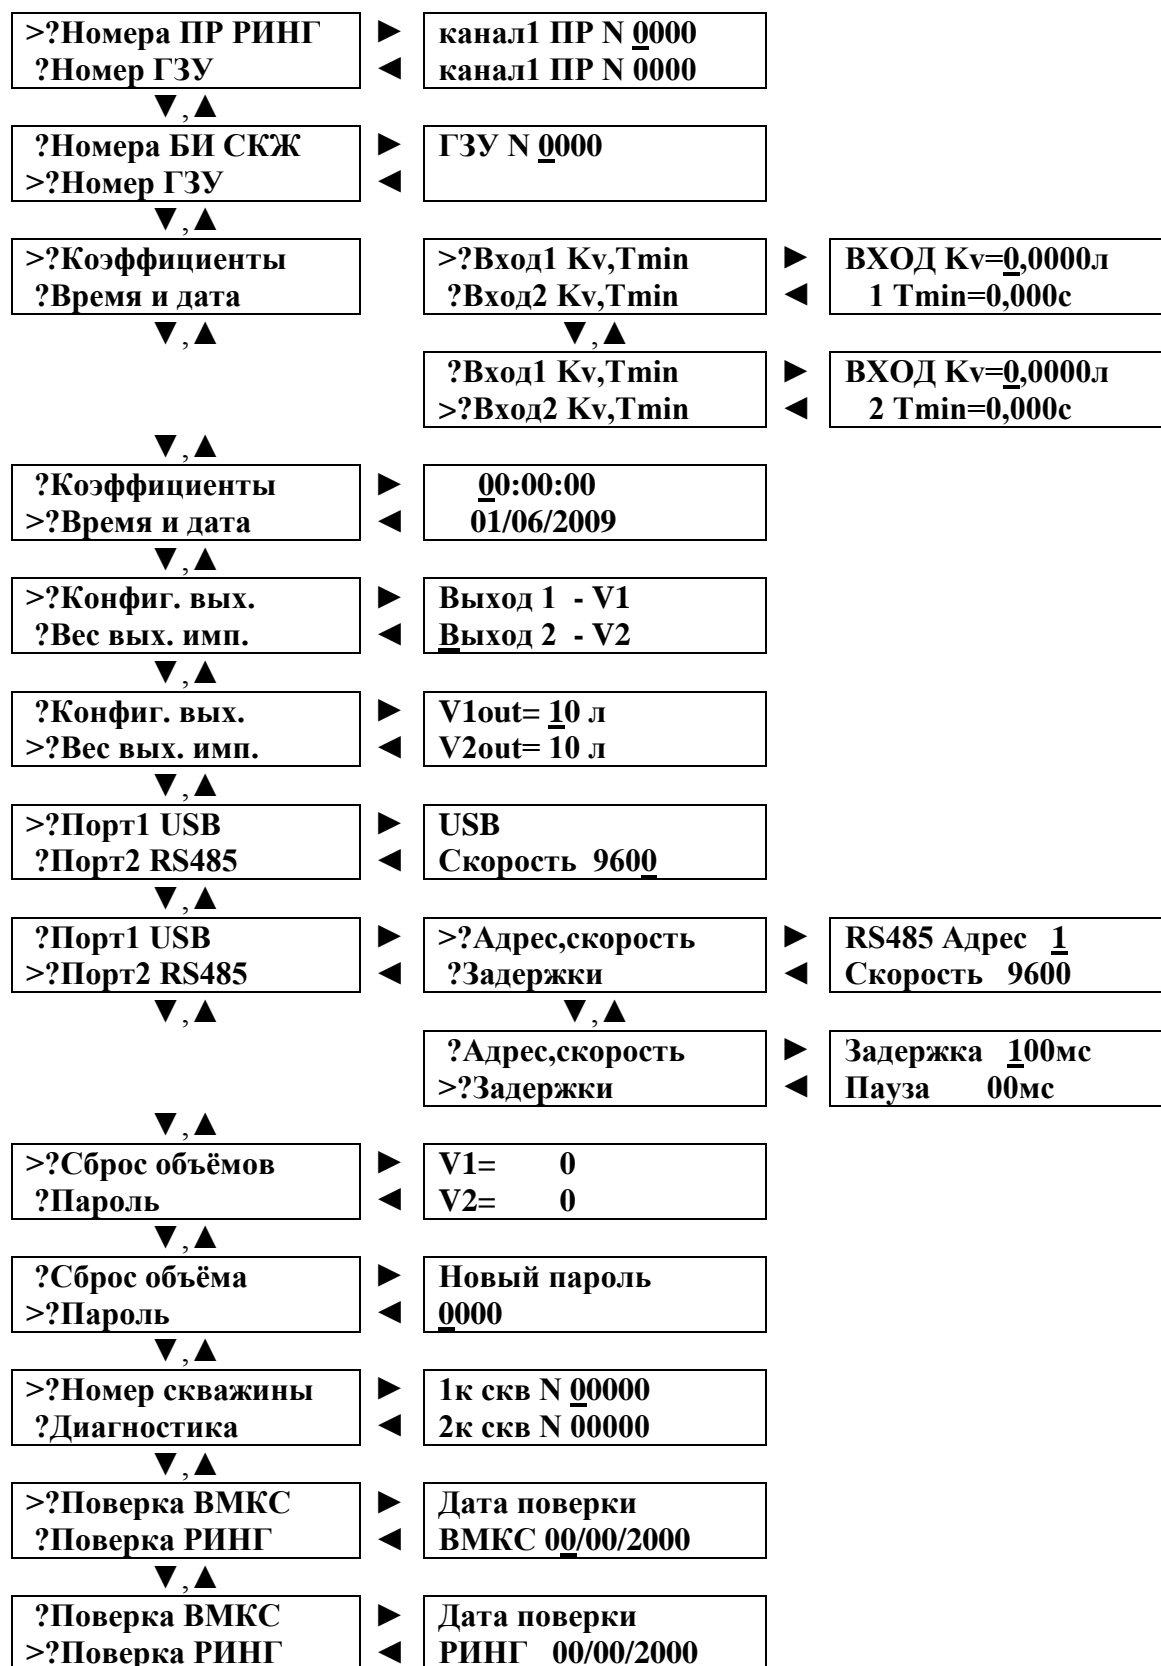 >?Номера ПР РИНГ ► канал1 ПР N 0000
?Номер ГЗУ ◄ канал1 ПР N 0000
▼,▲
?Номера БИ СКЖ ► ГЗУ N 0000
>?Номер ГЗУ ◄
▼,▲
>?Коэффициенты >?Вход1 Kv,Tmin ► ВХОД Kv=0,0000л
?Время и дата ?Вход2 Kv,Tmin ◄ 1 Tmin=0,000с
▼,▲ ▼,▲
?Вход1 Kv,Tmin ► ВХОД Kv=0,0000л
>?Вход2 Kv,Tmin ◄ 2 Tmin=0,000с
▼,▲
?Коэффициенты ► 00:00:00
>?Время и дата ◄ 01/06/2009
▼,▲
>?Конфиг. вых. ► Выход 1 - V1
?Вес вых. имп. ◄ Выход 2 - V2
▼,▲
?Конфиг. вых. ► V1out= 10 л
>?Вес вых. имп. ◄ V2out= 10 л
▼,▲
>?Порт1 USB ► USB
?Порт2 RS485 ◄ Скорость 9600
▼,▲
?Порт1 USB ► >?Адрес,скорость ► RS485 Адрес 1
>?Порт2 RS485 ◄ ?Задержки ◄ Скорость 9600
▼,▲ ▼,▲
?Адрес,скорость ► Задержка 100мс
>?Задержки ◄ Пауза 00мс
▼,▲
>?Сброс объёмов ► V1= 0
?Пароль ◄ V2= 0
▼,▲
?Сброс объёма ► Новый пароль
>?Пароль ◄ 0000
▼,▲
>?Номер скважины ► 1к скв N 00000
?Диагностика ◄ 2к скв N 00000
▼,▲
>?Поверка ВМКС ► Дата поверки
?Поверка РИНГ ◄ ВМКС 00/00/2000
▼,▲
?Поверка ВМКС ► Дата поверки
>?Поверка РИНГ ◄ РИНГ 00/00/2000